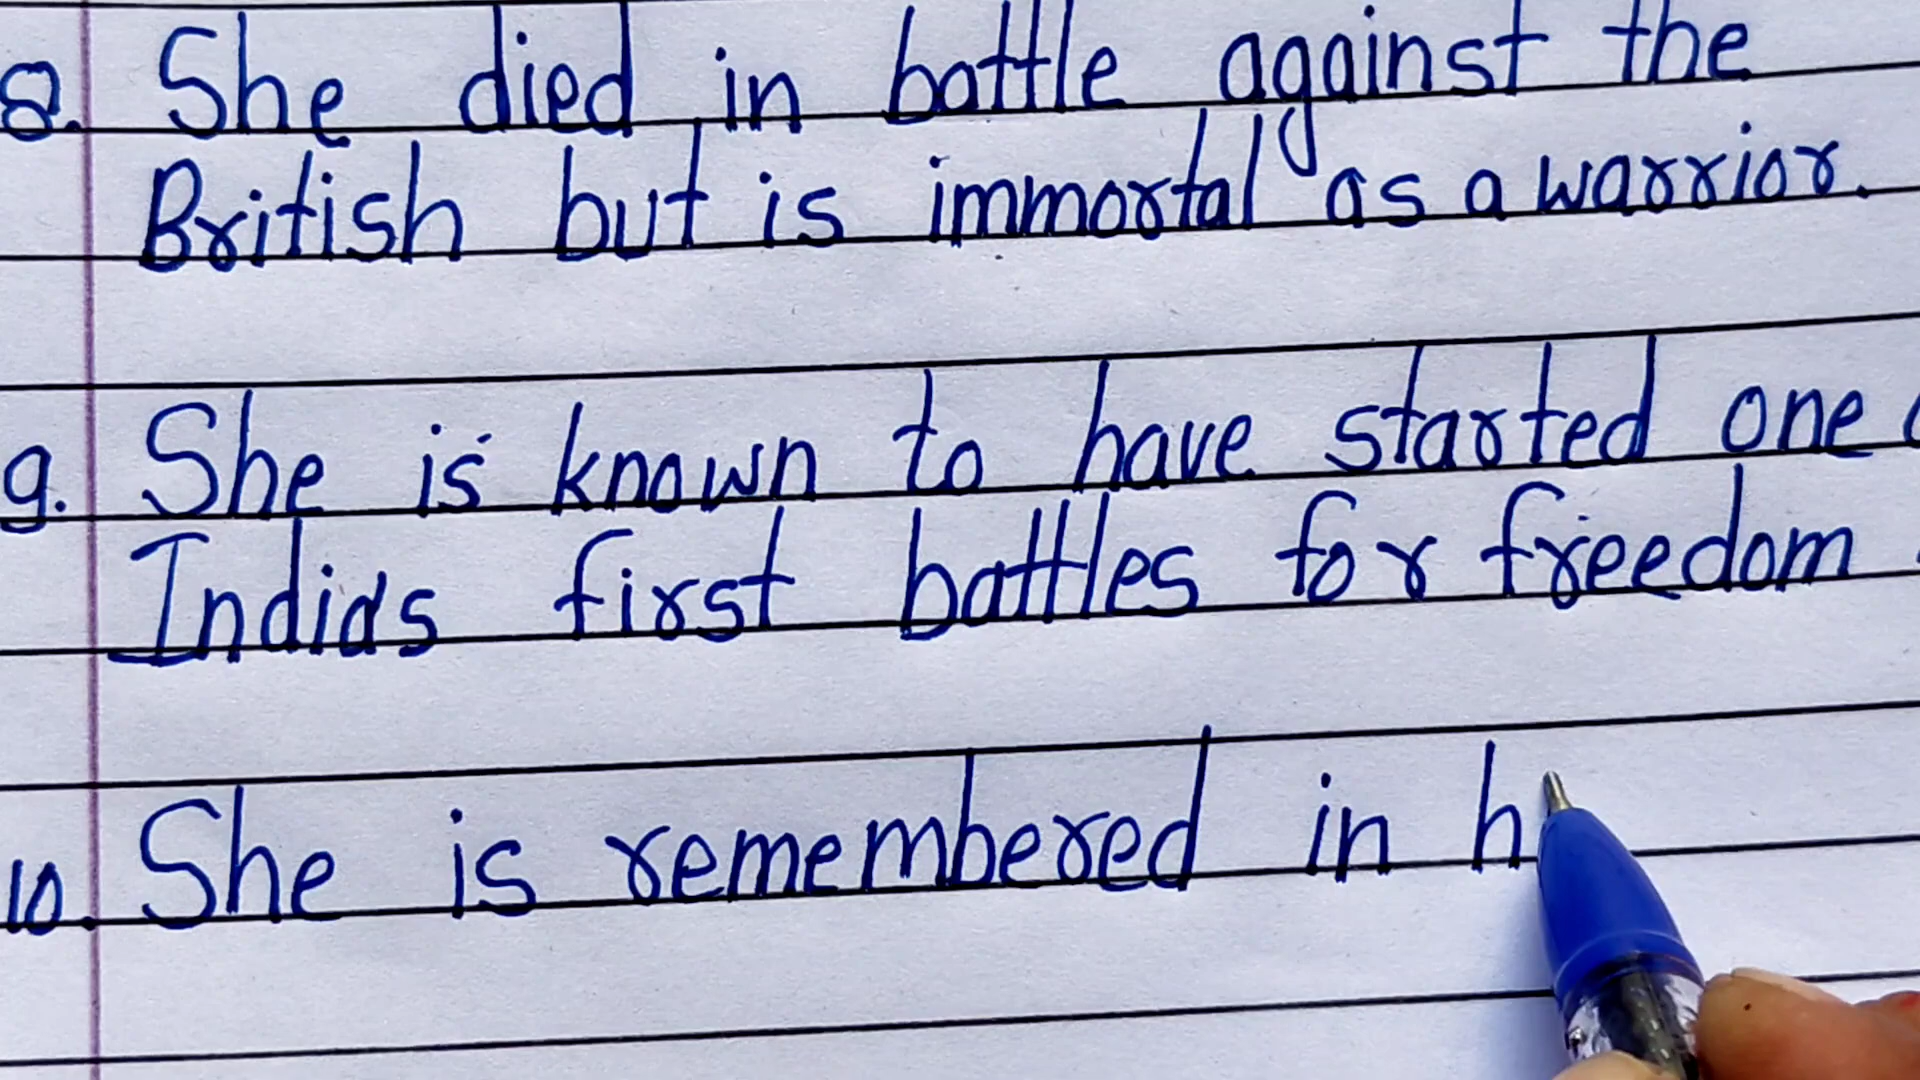 8. She died in battle against the
British but is immortal as a warrior.
9. She is known to have started one
India's first battles for freedom.
10. She is remembered in h